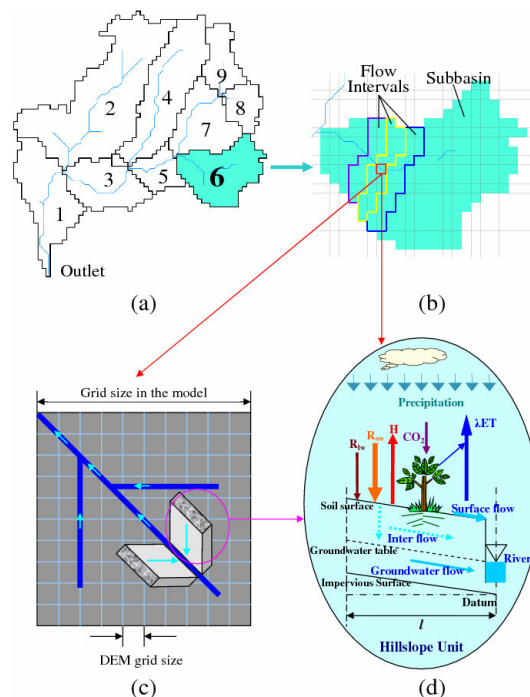 9
4
2
8
7
6
3
5
1
Outlet
(a)
Flow
Intervals
Subbasin
(b)
Grid size in the model
DEM grid size
(c)
Precipitation
R_lw
R_sw
H
CO2
λET
Soil surface
Surface flow
Inter flow
Groundwater table
River
Groundwater flow
Impervious Surface
Datum
l
Hillslope Unit
(d)